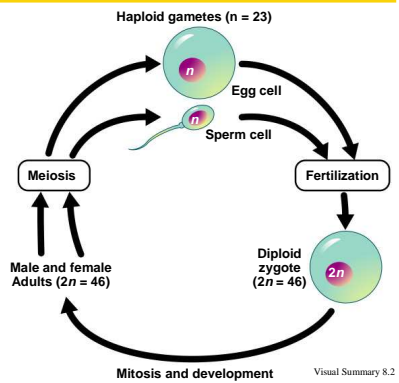 Haploid gametes (n = 23)
n
Egg cell
n
Sperm cell
Meiosis
Fertilization
Male and female
Adults (2n = 46)
Diploid
zygote
(2n = 46)
2n
Mitosis and development
Visual Summary 8.2